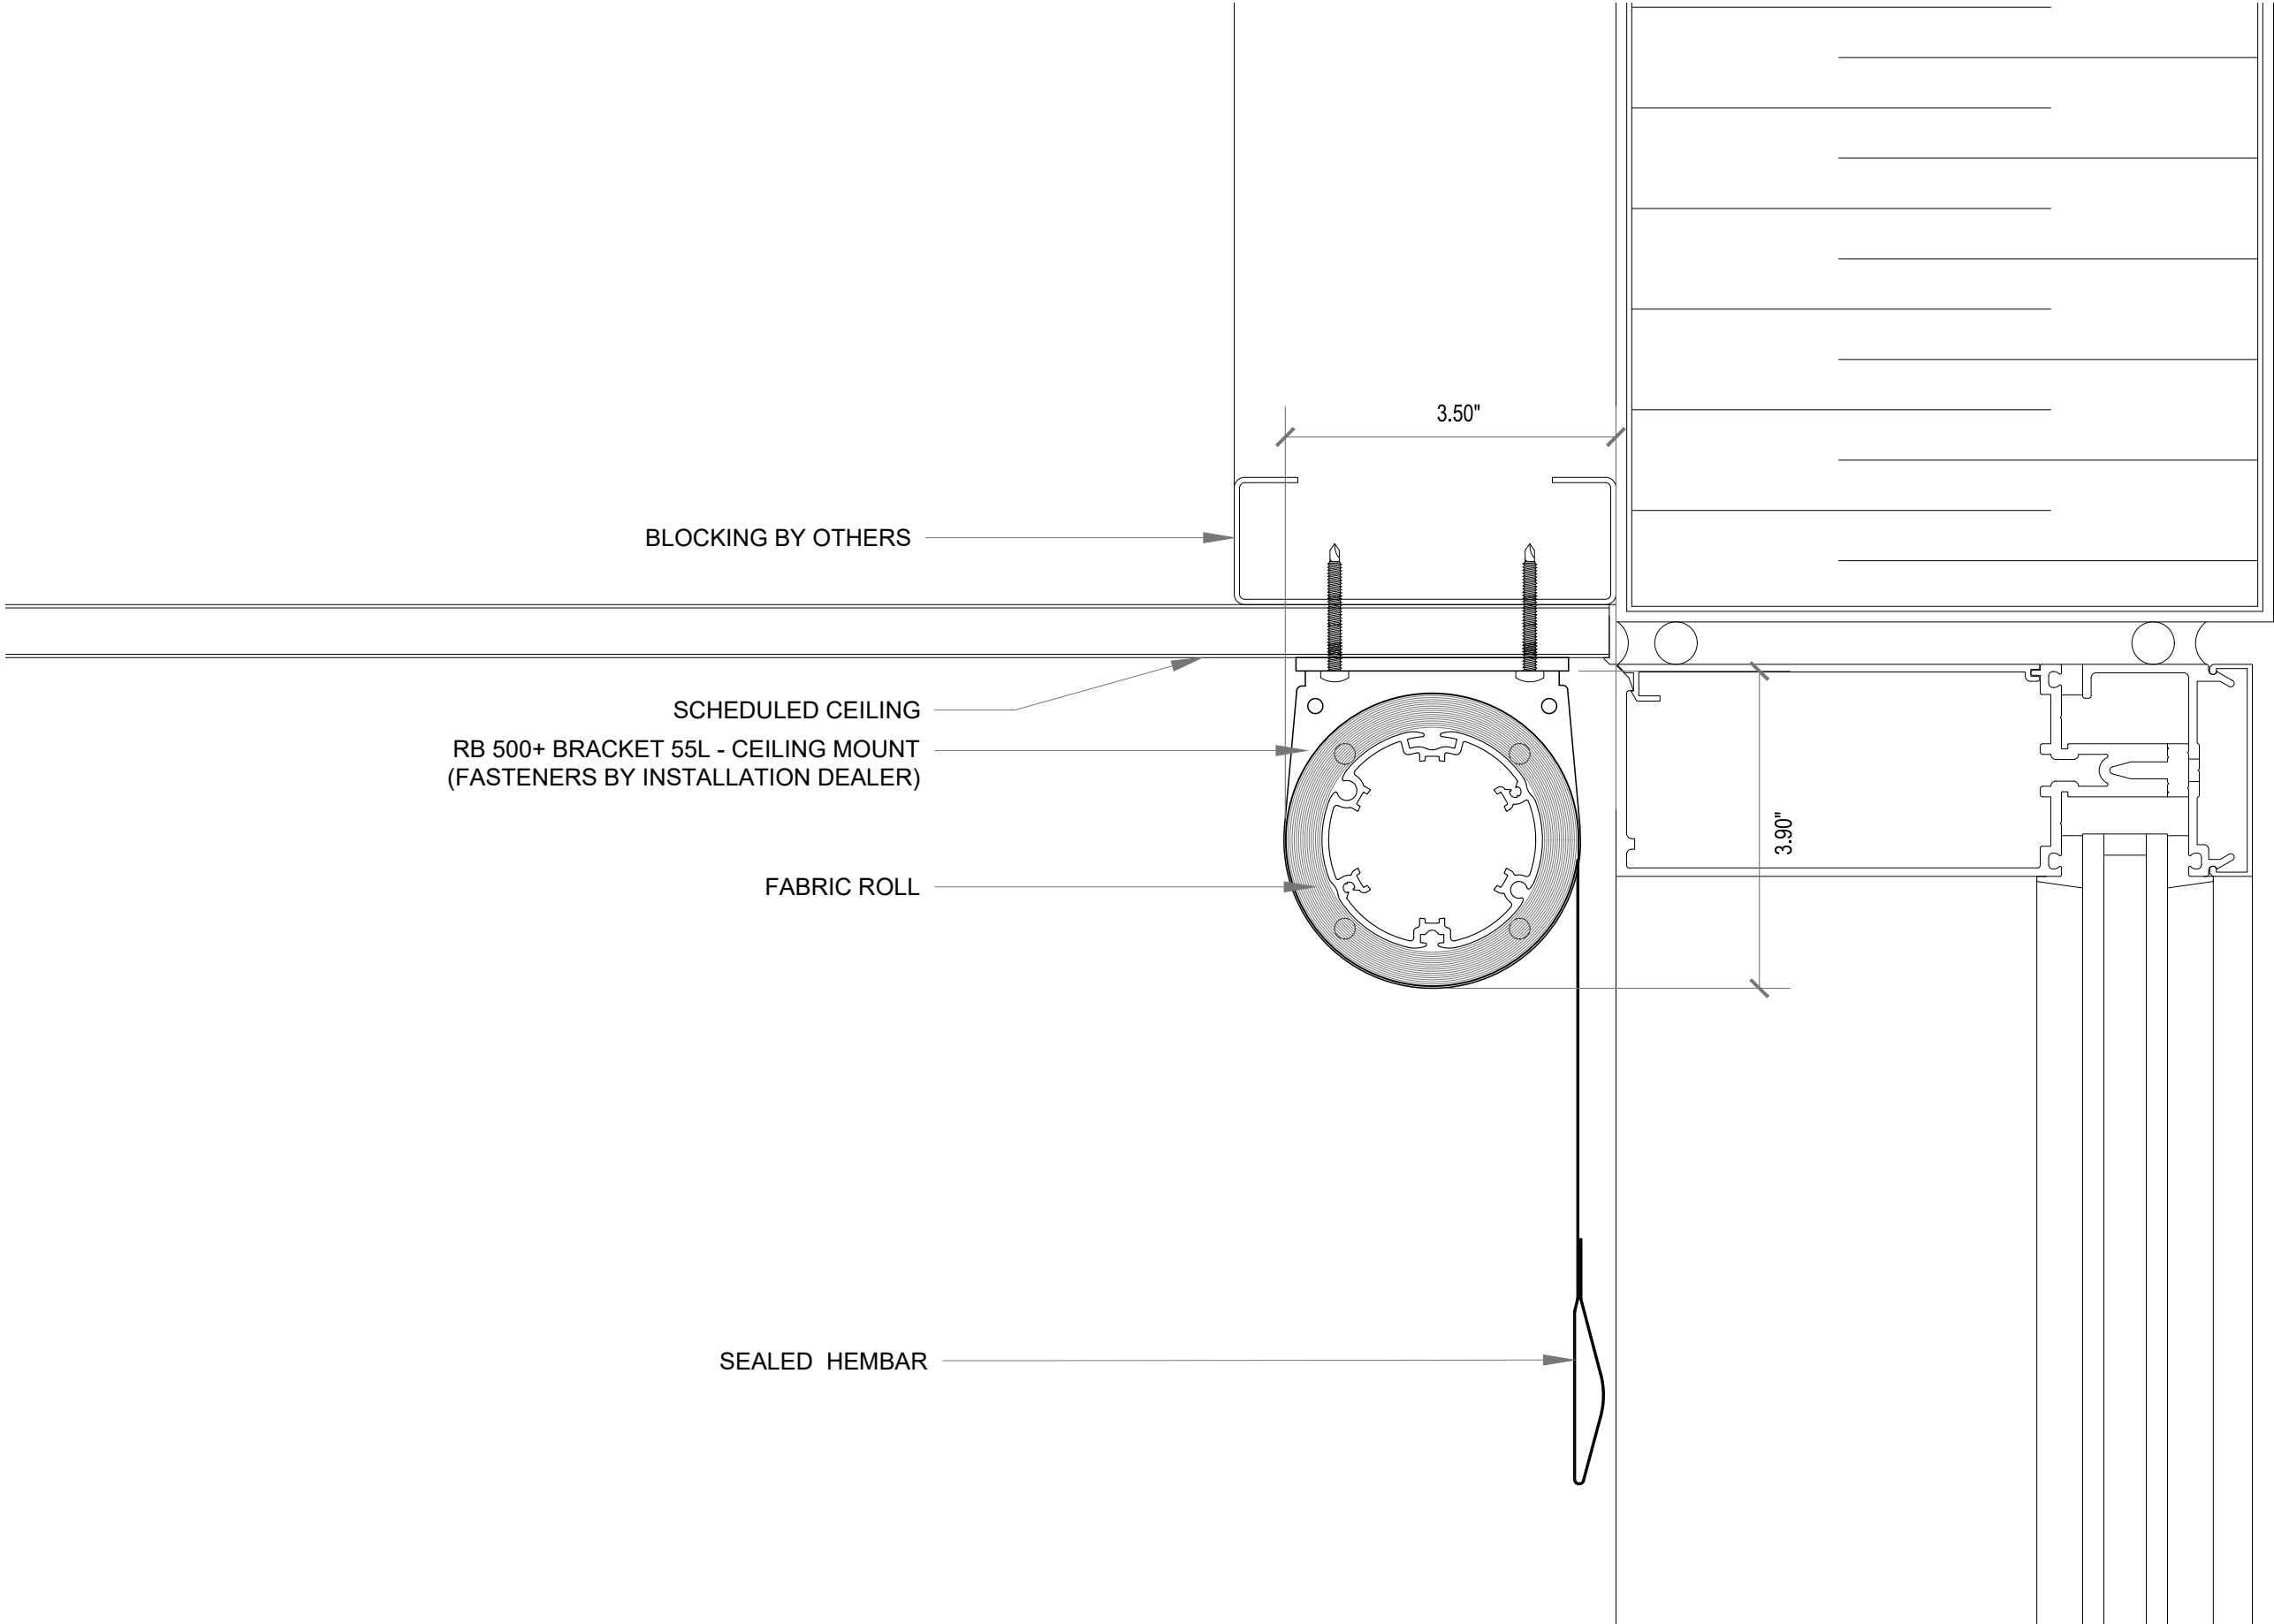 3.50"
BLOCKING BY OTHERS
SCHEDULED CEILING
RB 500+ BRACKET 55L - CEILING MOUNT
(FASTENERS BY INSTALLATION DEALER)
3.90"
FABRIC ROLL
SEALED HEMBAR